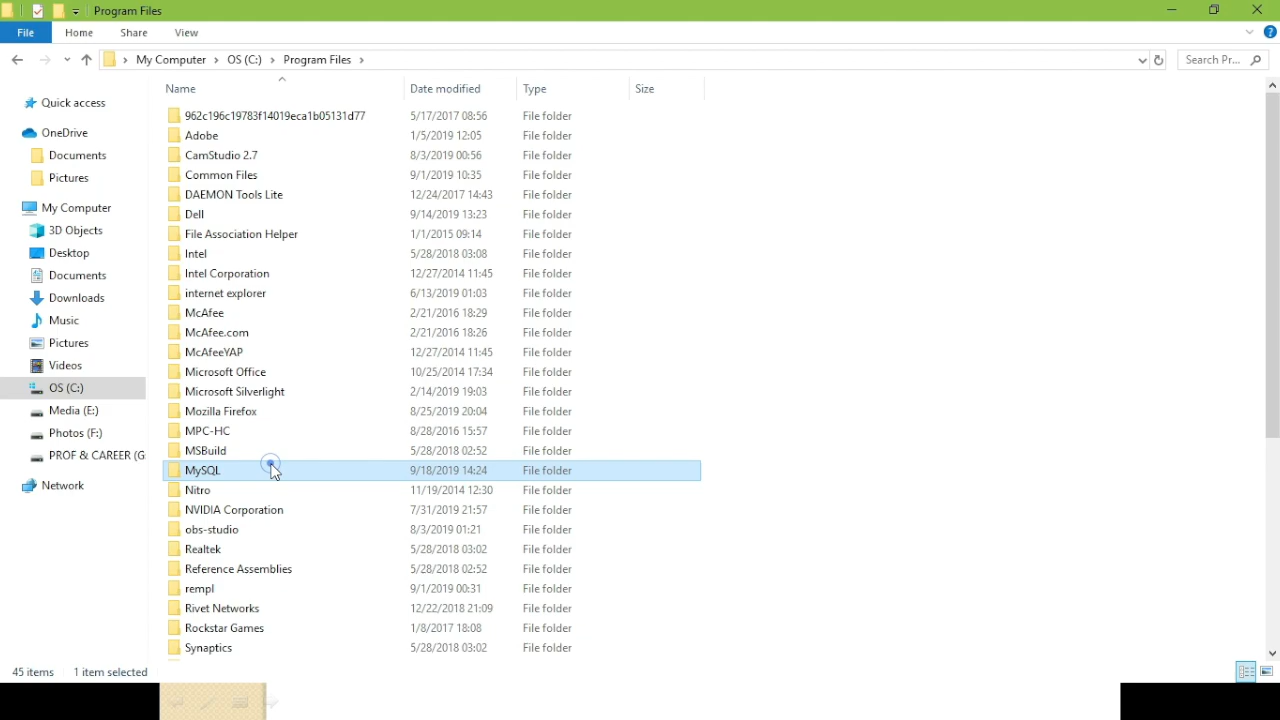 Program Files
File Home Share View
My Computer OS (C:) Program Files Search Pr...
Name Date modified Type Size
Quick access
OneDrive
Documents
Pictures
My Computer
3D Objects
Desktop
Documents
Downloads
Music
Pictures
Videos
OS (C:)
Media (E:)
Photos (F:)
PROF & CAREER (G
Network
962c196c19783f14019eca1b05131d77 5/17/2017 08:56 File folder
Adobe 1/5/2019 12:05 File folder
CamStudio 2.7 8/3/2019 00:56 File folder
Common Files 9/1/2019 10:35 File folder
DAEMON Tools Lite 12/24/2017 14:43 File folder
Dell 9/14/2019 13:23 File folder
File Association Helper 1/1/2015 09:14 File folder
Intel 5/28/2018 03:08 File folder
Intel Corporation 12/27/2014 11:45 File folder
internet explorer 6/13/2019 01:03 File folder
McAfee 2/21/2016 18:29 File folder
McAfee.com 2/21/2016 18:26 File folder
McAfeeYAP 12/27/2014 11:45 File folder
Microsoft Office 10/25/2014 17:34 File folder
Microsoft Silverlight 2/14/2019 19:03 File folder
Mozilla Firefox 8/25/2019 20:04 File folder
MPC-HC 8/28/2016 15:57 File folder
MSBuild 5/28/2018 02:52 File folder
MySQL 9/18/2019 14:24 File folder
Nitro 11/19/2014 12:30 File folder
NVIDIA Corporation 7/31/2019 21:57 File folder
obs-studio 8/3/2019 01:21 File folder
Realtek 5/28/2018 03:02 File folder
Reference Assemblies 5/28/2018 02:52 File folder
rempl 9/1/2019 00:31 File folder
Rivet Networks 12/22/2018 21:09 File folder
Rockstar Games 1/8/2017 18:08 File folder
Synaptics 5/28/2018 03:02 File folder
45 items 1 item selected